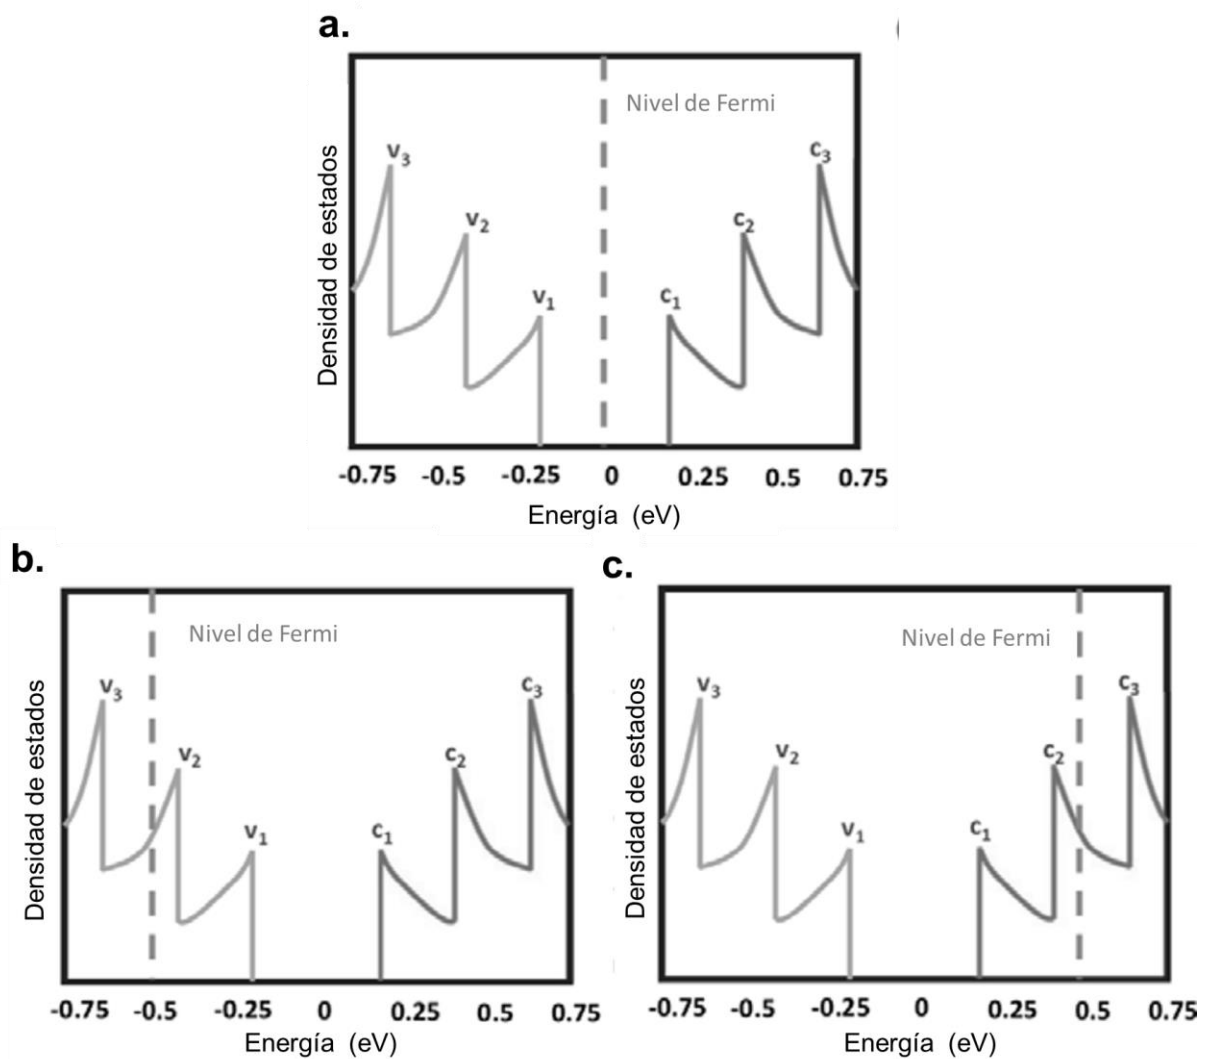 a.
Nivel de Fermi
v3
v2
v1
c1
c2
c3
Densidad de estados
-0.75 -0.5 -0.25 0 0.25 0.5 0.75
Energía (eV)
b.
Nivel de Fermi
v3
v2
v1
c1
c2
c3
Densidad de estados
-0.75 -0.5 -0.25 0 0.25 0.5 0.75
Energía (eV)
c.
Nivel de Fermi
v3
v2
v1
c1
c2
c3
Densidad de estados
-0.75 -0.5 -0.25 0 0.25 0.5 0.75
Energía (eV)